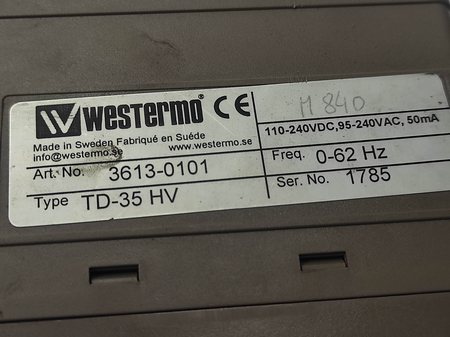 westermo® CE M 840
Made in Sweden Fabriqué en Suéde
info@westermo.se www.westermo.se
110-240VDC,95-240VAC, 50mA
Art. No. 3613-0101 Freq. 0-62 Hz
Type TD-35 HV Ser. No. 1785